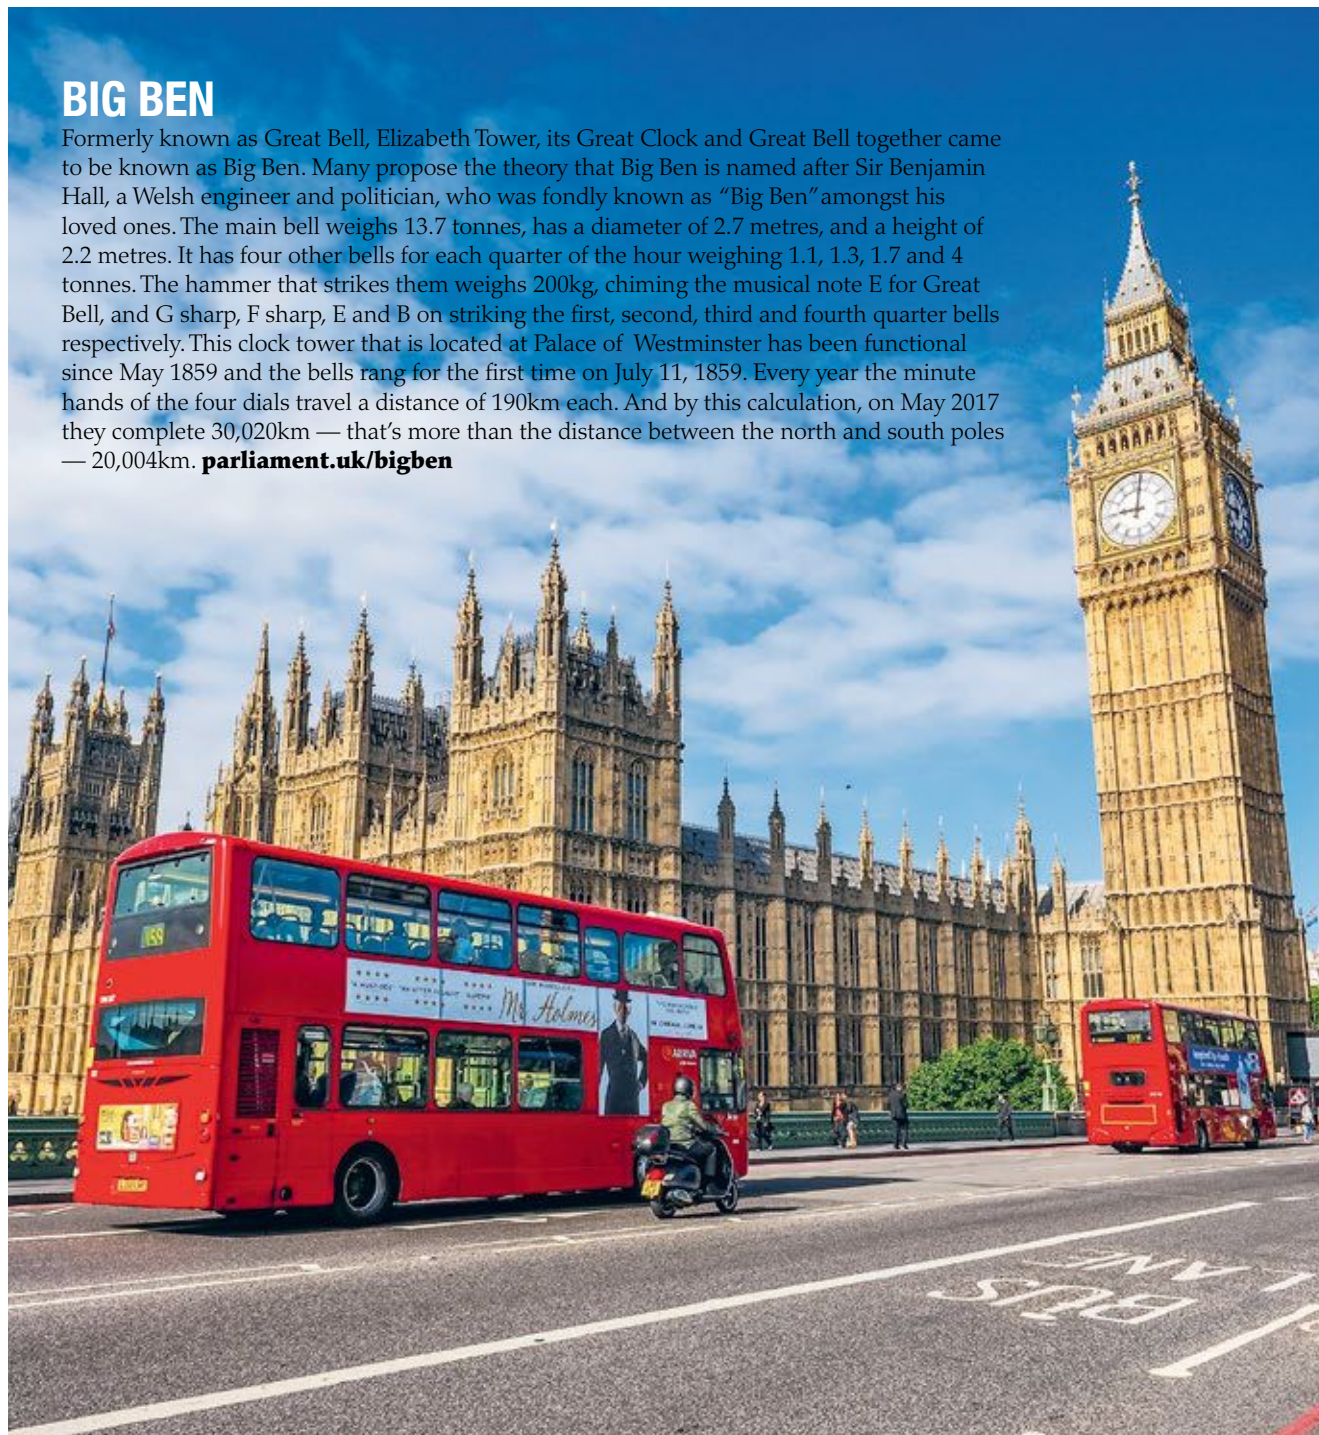 BIG BEN
Formerly known as Great Bell, Elizabeth Tower, its Great Clock and Great Bell together came
to be known as Big Ben. Many propose the theory that Big Ben is named after Sir Benjamin
Hall, a Welsh engineer and politician, who was fondly known as “Big Ben” amongst his
loved ones. The main bell weighs 13.7 tonnes, has a diameter of 2.7 metres, and a height of
2.2 metres. It has four other bells for each quarter of the hour weighing 1.1, 1.3, 1.7 and 4
tonnes. The hammer that strikes them weighs 200kg, chiming the musical note E for Great
Bell, and G sharp, F sharp, E and B on striking the first, second, third and fourth quarter bells
respectively. This clock tower that is located at Palace of Westminster has been functional
since May 1859 and the bells rang for the first time on July 11, 1859. Every year the minute
hands of the four dials travel a distance of 190km each. And by this calculation, on May 2017
they complete 30,020km — that’s more than the distance between the north and south poles
— 20,004km. parliament.uk/bigben
Mr Holmes
ARRIVA
BUS
LANE